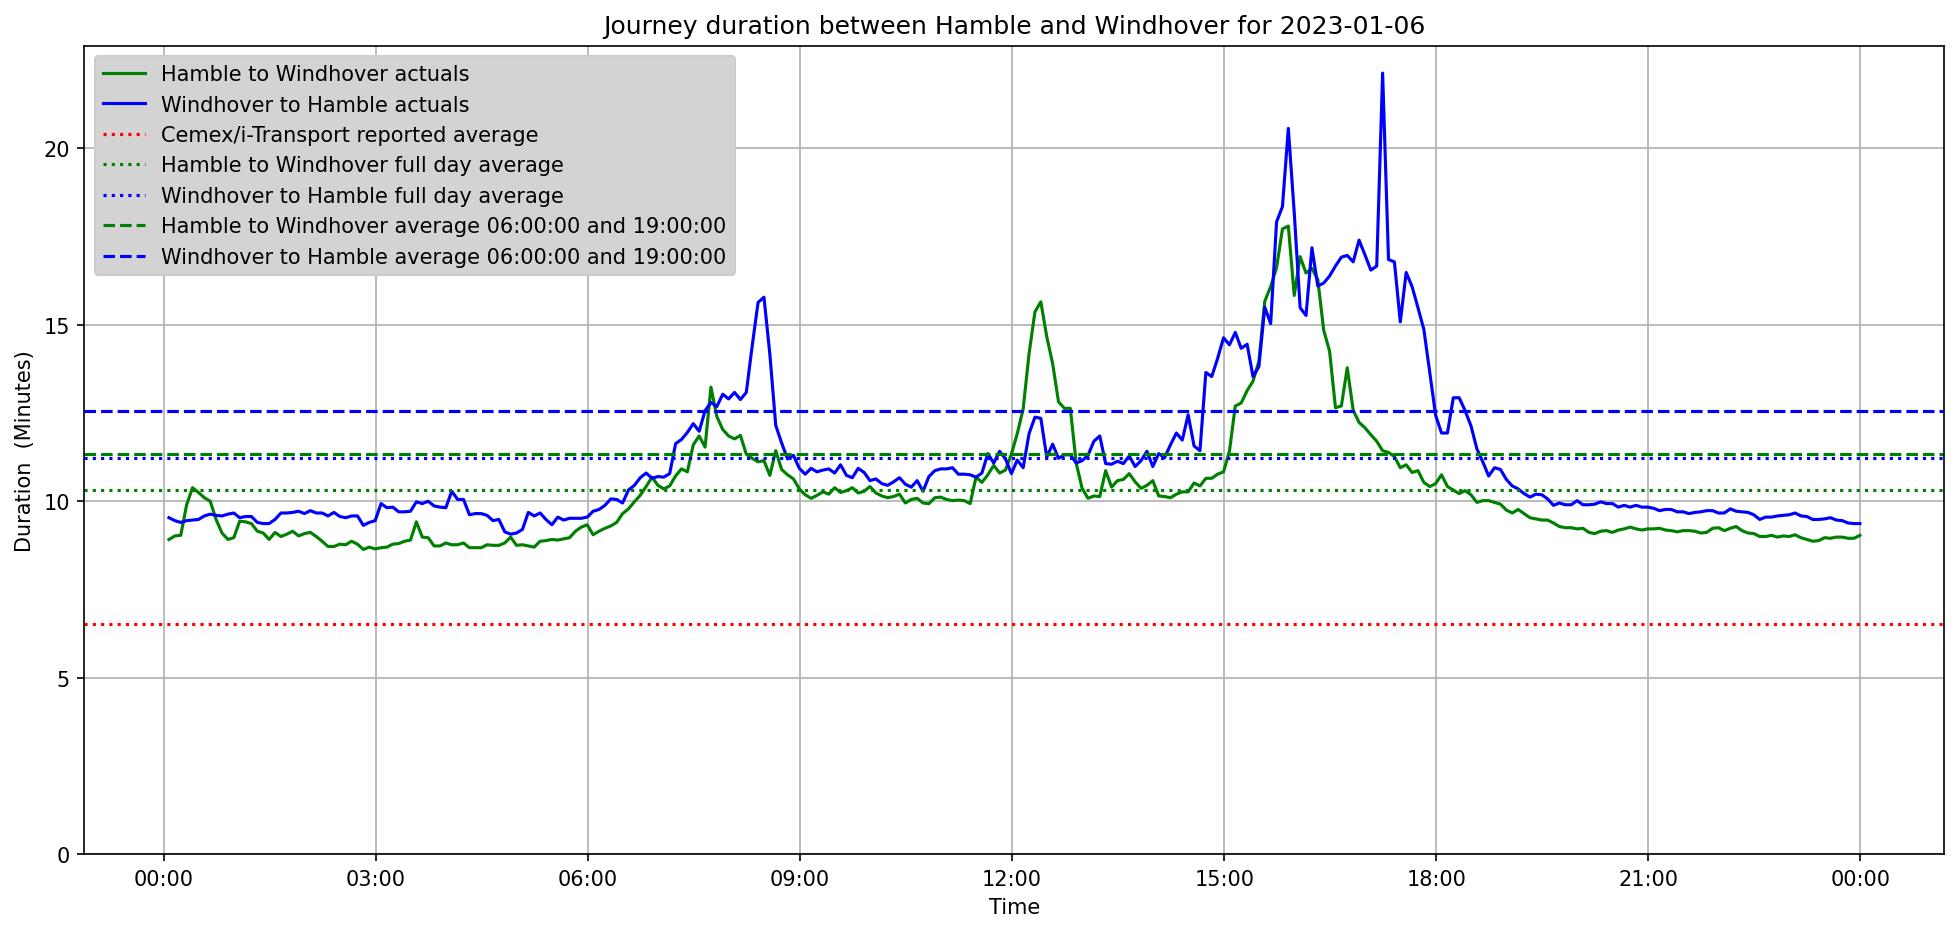 Journey duration between Hamble and Windhover for 2023-01-06
Hamble to Windhover actuals
Windhover to Hamble actuals
Cemex/i-Transport reported average
Hamble to Windhover full day average
Windhover to Hamble full day average
Hamble to Windhover average 06:00:00 and 19:00:00
Windhover to Hamble average 06:00:00 and 19:00:00
Duration (Minutes)
20
15
10
5
0
00:00 03:00 06:00 09:00 12:00 15:00 18:00 21:00 00:00
Time